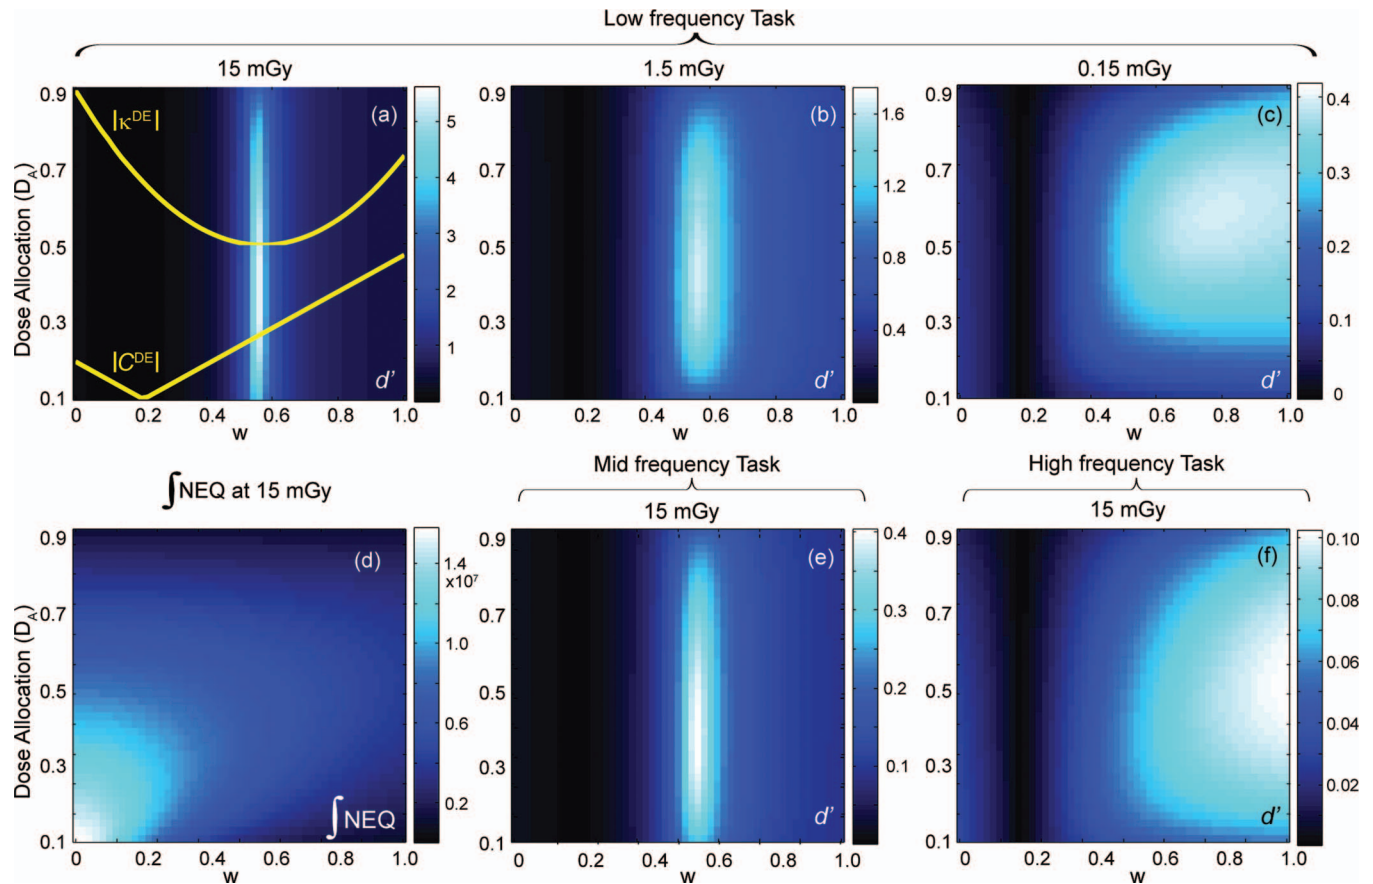 Low frequency Task
15 mGy
1.5 mGy
0.15 mGy
Dose Allocation (D_A)
0.9
0.7
0.5
0.3
0.1
|κ^DE|
|C^DE|
(a)
d'
0
0.2
0.4
0.6
0.8
1.0
w
5
4
3
2
1
0.9
0.7
0.5
0.3
0.1
(b)
d'
0
0.2
0.4
0.6
0.8
1.0
w
1.6
1.2
0.8
0.4
0.9
0.7
0.5
0.3
0.1
(c)
d'
0
0.2
0.4
0.6
0.8
1.0
w
0.4
0.3
0.2
0.1
0
∫NEQ at 15 mGy
Mid frequency Task
15 mGy
High frequency Task
15 mGy
Dose Allocation (D_A)
0.9
0.7
0.5
0.3
0.1
(d)
∫NEQ
0
0.2
0.4
0.6
0.8
1.0
w
1.4
x10⁷
1.0
0.6
0.2
0.9
0.7
0.5
0.3
0.1
(e)
d'
0
0.2
0.4
0.6
0.8
1.0
w
0.4
0.3
0.2
0.1
0.9
0.7
0.5
0.3
0.1
(f)
d'
0
0.2
0.4
0.6
0.8
1.0
w
0.10
0.08
0.06
0.04
0.02